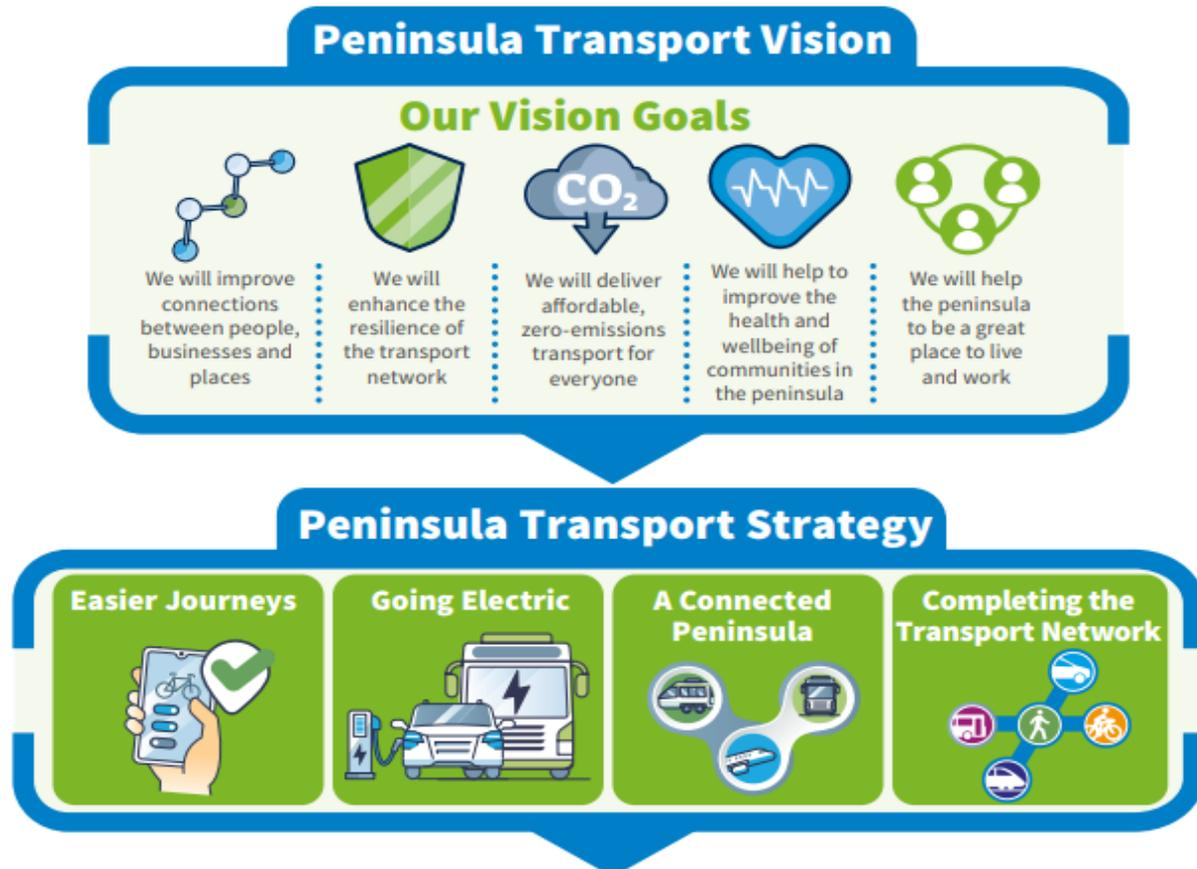 Peninsula Transport Vision
Our Vision Goals
CO₂
We will improve
connections
between people,
businesses and
places
We will
enhance the
resilience of
the transport
network
We will deliver
affordable,
zero-emissions
transport for
everyone
We will help to
improve the
health and
wellbeing of
communities in
the peninsula
We will help
the peninsula
to be a great
place to live
and work
Peninsula Transport Strategy
Easier Journeys
Going Electric
A Connected
Peninsula
Completing the
Transport Network